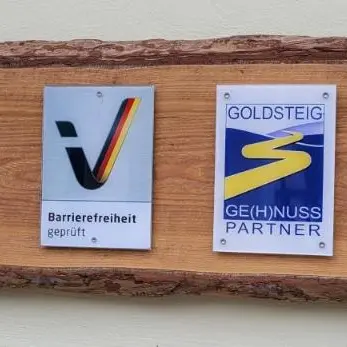 Barrierefreiheit
geprüft
GOLDSTEIG
GE(H)NUSS
PARTNER